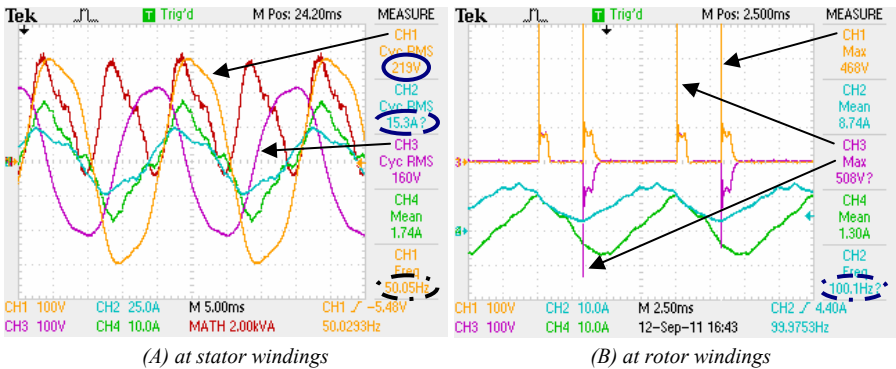 Tek Trig'd M Pos: 24.20ms MEASURE
CH1
Cyc RMS
219V
CH2
Cyc RMS
15.3A?
CH3
Cyc RMS
160V
CH4
Mean
1.74A
CH1
Freq
50.05Hz
CH1 100V CH2 25.0A M 5.00ms CH1 -5.48V
CH3 100V CH4 10.0A MATH 2.00kVA 50.0293Hz
(A) at stator windings
Tek Trig'd M Pos: 2.500ms MEASURE
CH1
Max
468V
CH2
Mean
8.74A
CH3
Max
508V?
CH4
Mean
1.30A
CH2
Freq
100.1Hz?
CH1 100V CH2 10.0A M 2.50ms CH2 4.40A
CH3 100V CH4 10.0A 12-Sep-11 16:43 99.9753Hz
(B) at rotor windings